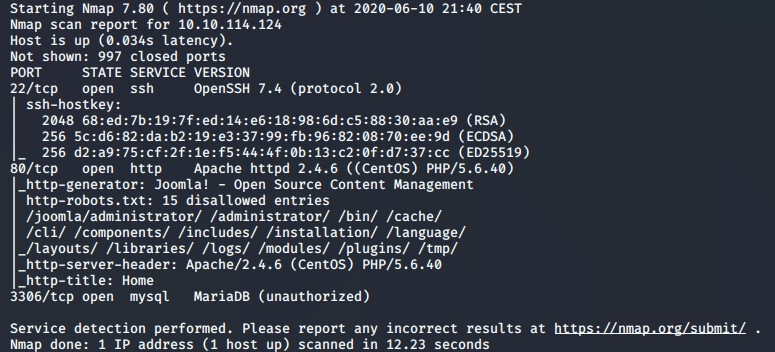 Starting Nmap 7.80 ( https://nmap.org ) at 2020-06-10 21:40 CEST
Nmap scan report for 10.10.114.124
Host is up (0.034s latency).
Not shown: 997 closed ports
PORT     STATE SERVICE VERSION
22/tcp   open  ssh     OpenSSH 7.4 (protocol 2.0)
| ssh-hostkey:
|   2048 68:ed:7b:19:7f:ed:14:e6:18:98:6d:c5:88:30:aa:e9 (RSA)
|   256 5c:d6:82:da:b2:19:e3:37:99:fb:96:82:08:70:ee:9d (ECDSA)
|_  256 d2:a9:75:cf:2f:1e:f5:44:4f:0b:13:c2:0f:d7:37:cc (ED25519)
80/tcp   open  http    Apache httpd 2.4.6 ((CentOS) PHP/5.6.40)
|_http-generator: Joomla! - Open Source Content Management
| http-robots.txt: 15 disallowed entries
| /joomla/administrator/ /administrator/ /bin/ /cache/
| /cli/ /components/ /includes/ /installation/ /language/
|_/layouts/ /libraries/ /logs/ /modules/ /plugins/ /tmp/
|_http-server-header: Apache/2.4.6 (CentOS) PHP/5.6.40
|_http-title: Home
3306/tcp open  mysql   MariaDB (unauthorized)
Service detection performed. Please report any incorrect results at https://nmap.org/submit/ .
Nmap done: 1 IP address (1 host up) scanned in 12.23 seconds